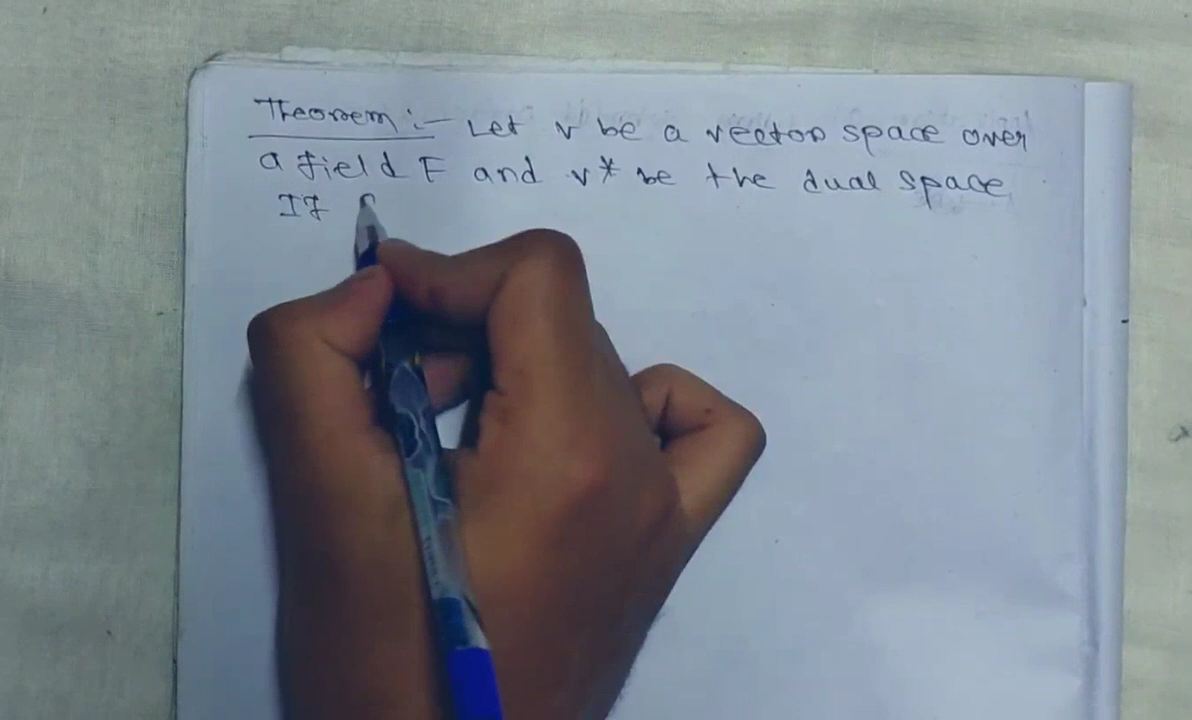 Theorem :- Let V be a vector space over
a field F and V* be the dual space
If